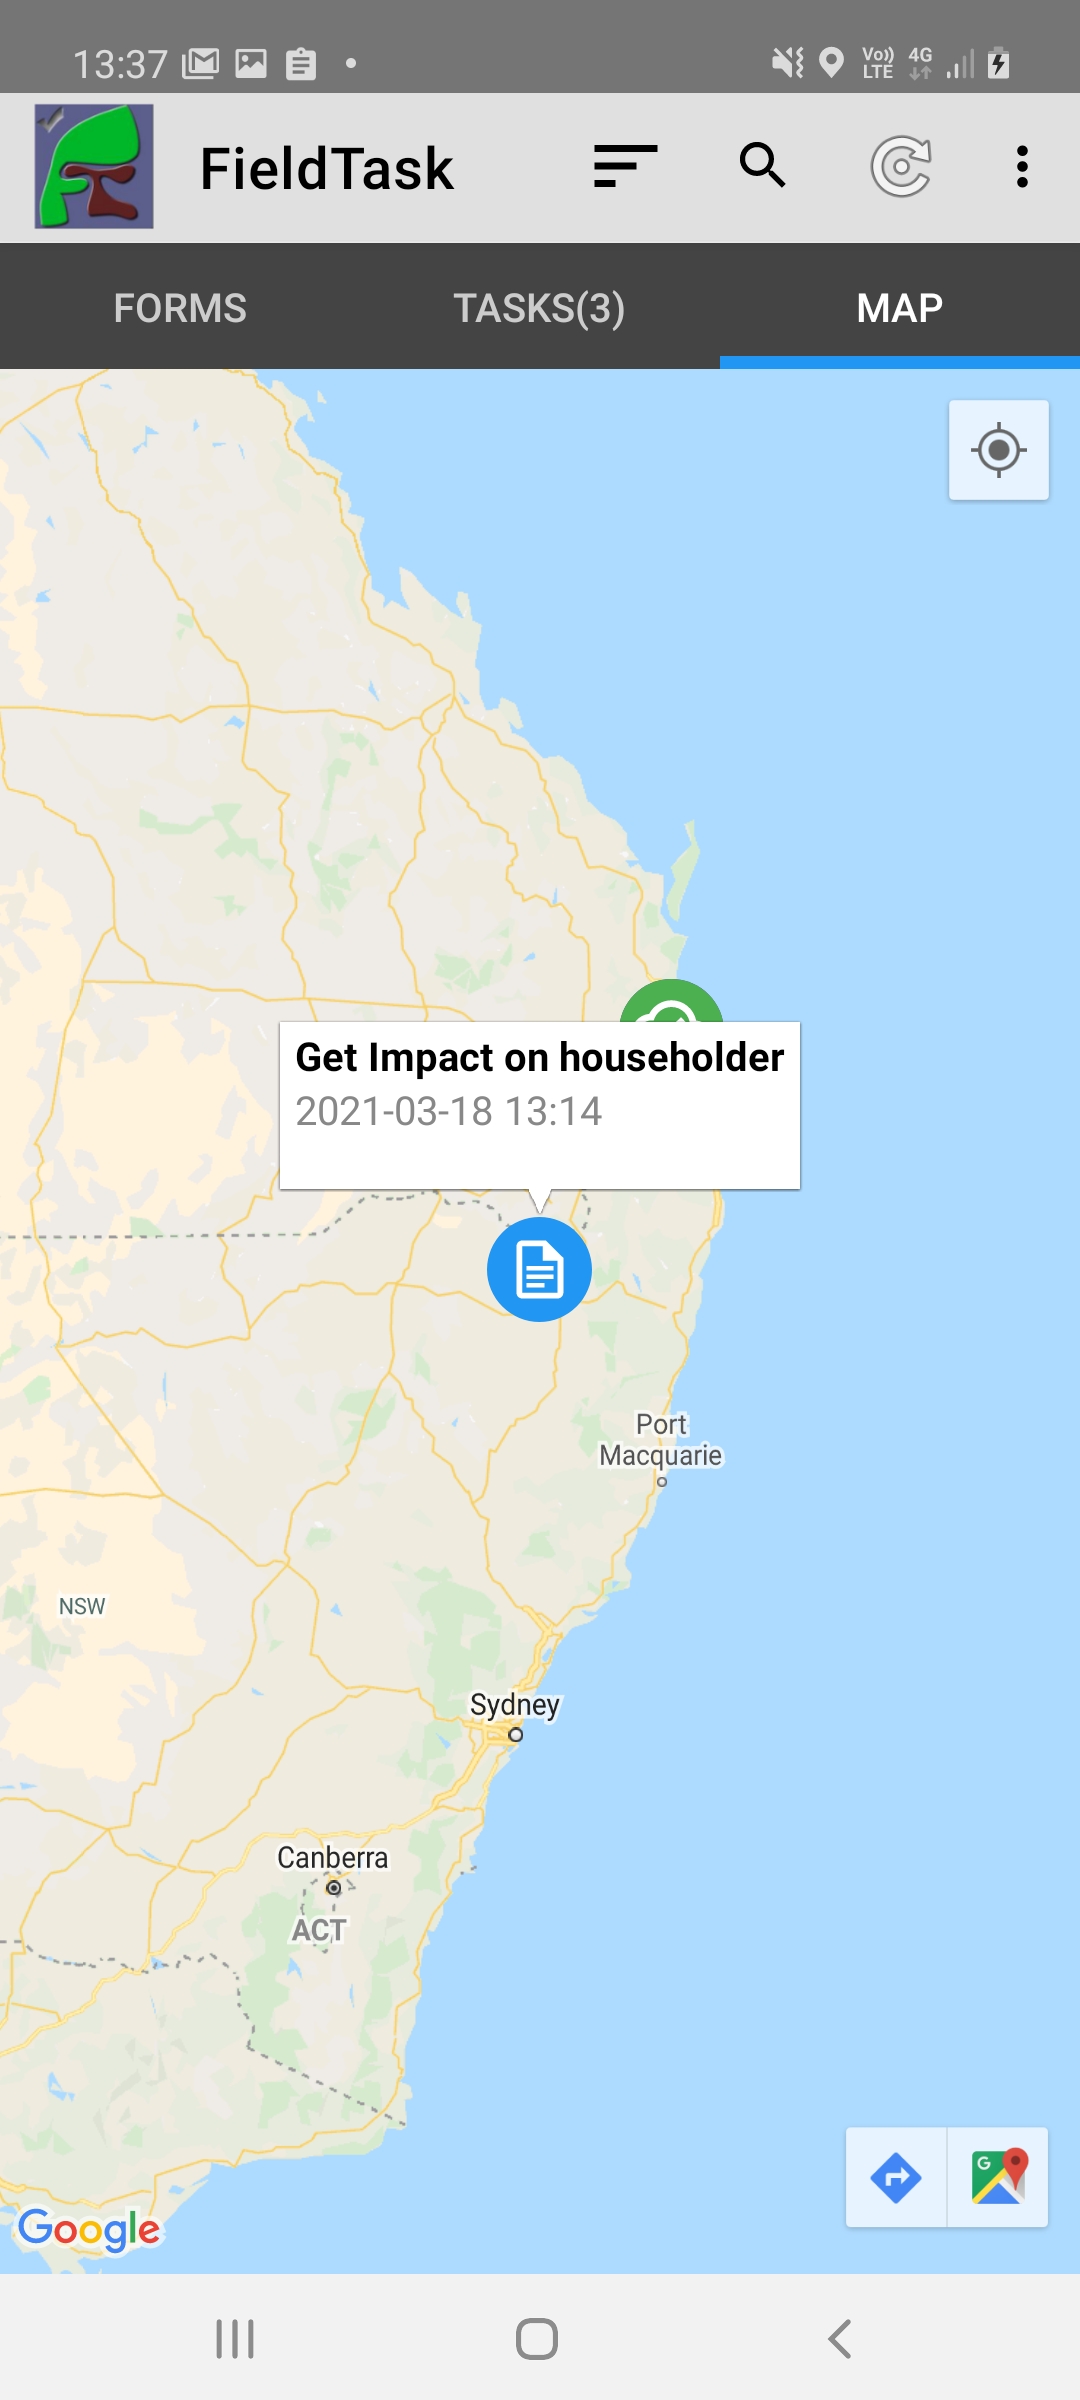 13:37
Vo)) LTE 4G
FieldTask
FORMS TASKS(3) MAP
Get Impact on householder
2021-03-18 13:14
Port
Macquarie
NSW
Sydney
Canberra
ACT
G
Google